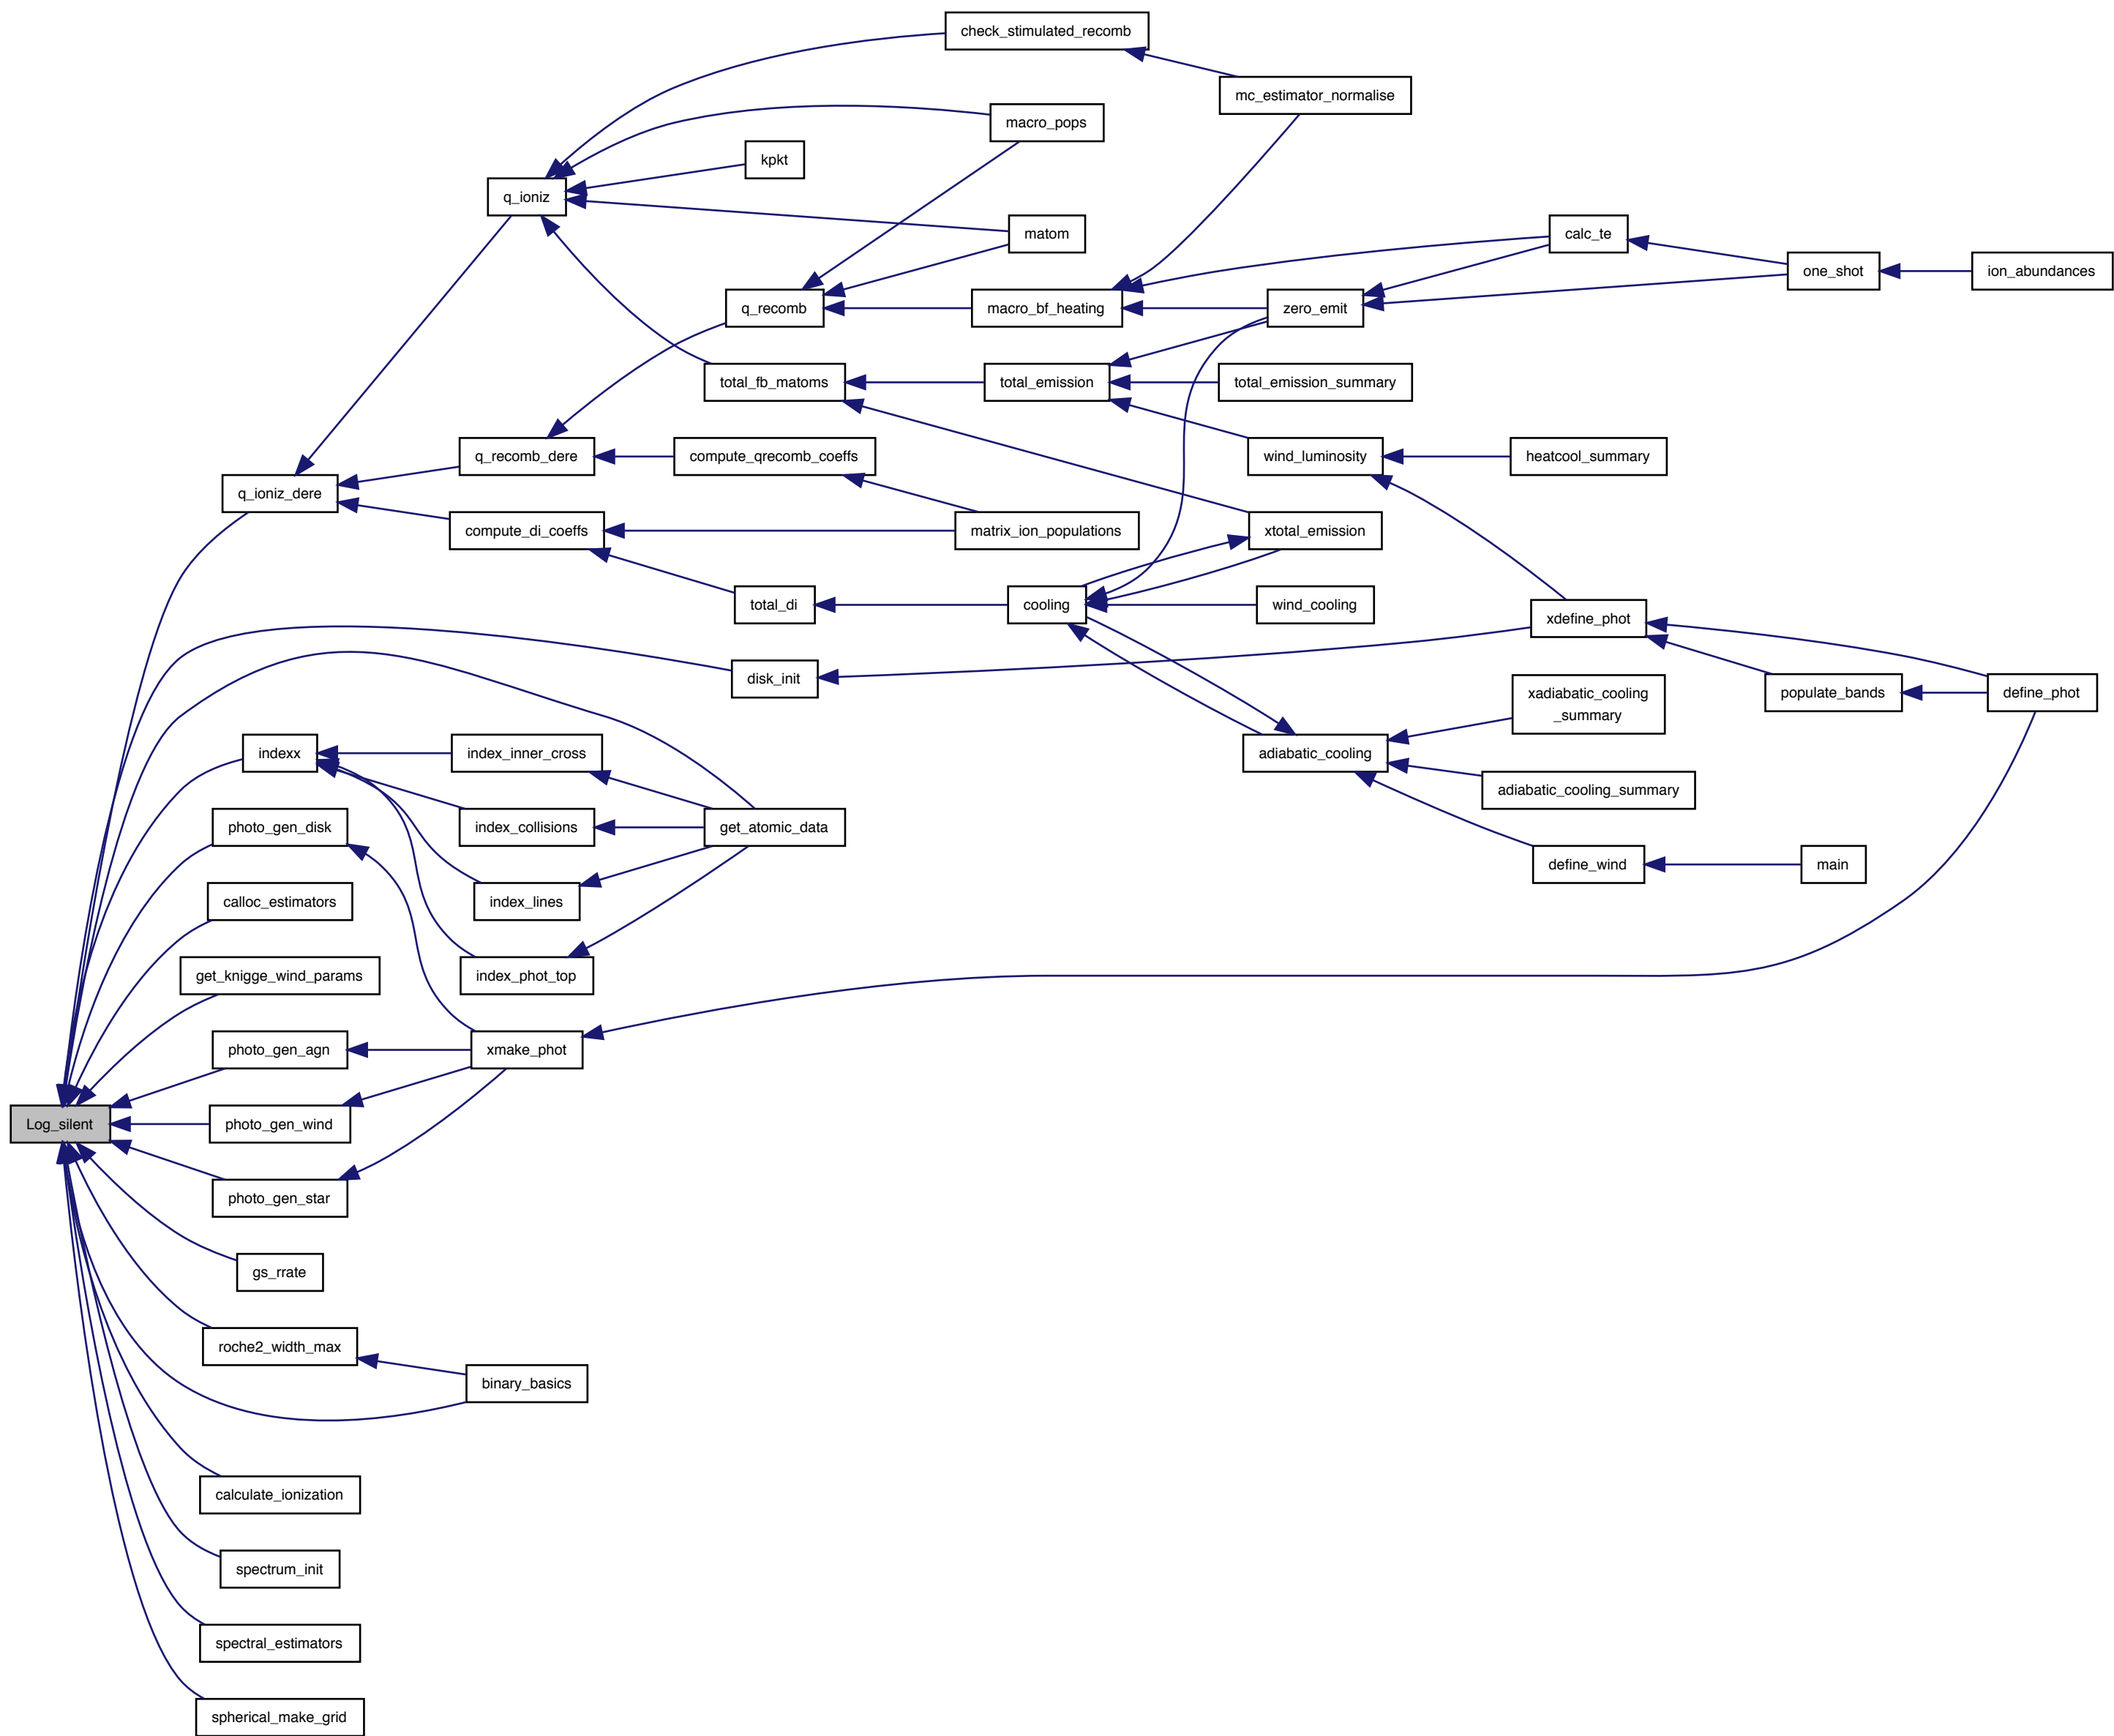 check_stimulated_recomb
mc_estimator_normalise
macro_pops
kpkt
q_ioniz
matom
calc_te
one_shot
ion_abundances
q_recomb
macro_bf_heating
zero_emit
total_fb_matoms
total_emission
total_emission_summary
q_recomb_dere
compute_qrecomb_coeffs
wind_luminosity
heatcool_summary
q_ioniz_dere
compute_di_coeffs
matrix_ion_populations
xtotal_emission
total_di
cooling
wind_cooling
xdefine_phot
disk_init
xadiabatic_cooling
_summary
populate_bands
define_phot
indexx
index_inner_cross
adiabatic_cooling
adiabatic_cooling_summary
photo_gen_disk
index_collisions
get_atomic_data
define_wind
main
calloc_estimators
index_lines
get_knigge_wind_params
index_phot_top
photo_gen_agn
xmake_phot
Log_silent
photo_gen_wind
photo_gen_star
gs_rrate
roche2_width_max
binary_basics
calculate_ionization
spectrum_init
spectral_estimators
spherical_make_grid